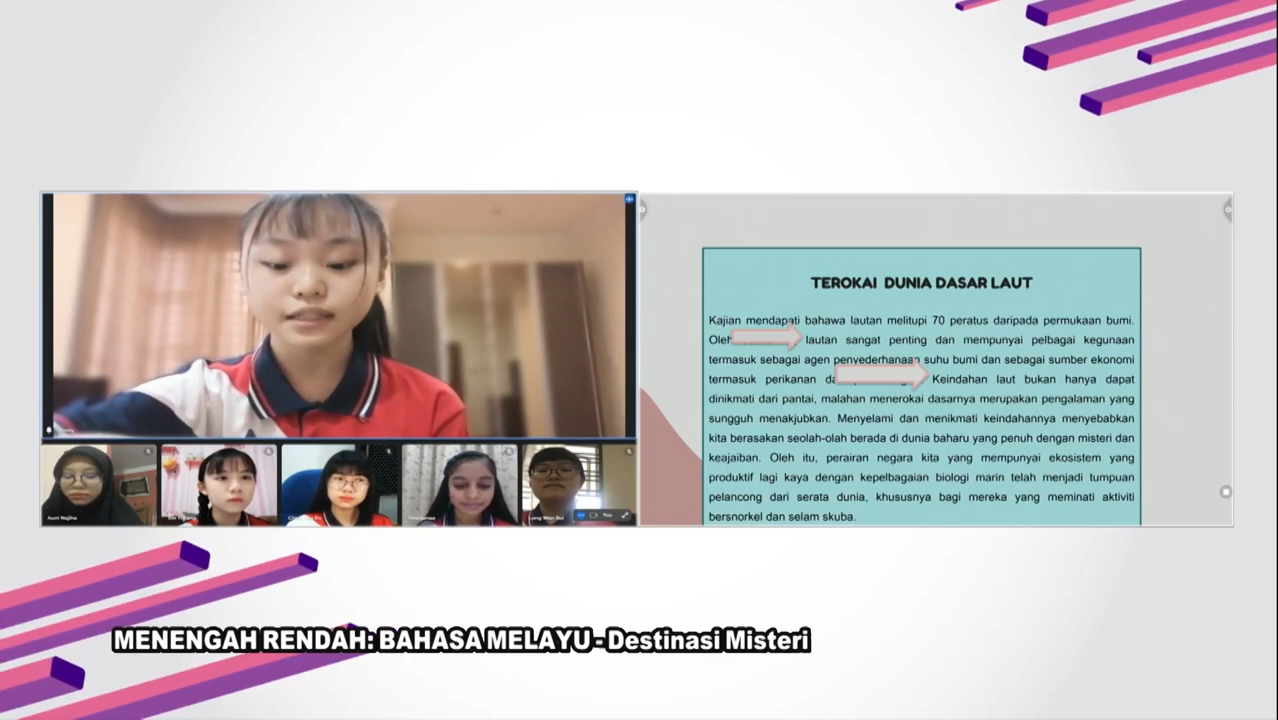 TEROKAI DUNIA DASAR LAUT
Kajian mendapati bahawa lautan melitupi 70 peratus daripada permukaan bumi.
Oleh lautan sangat penting dan mempunyai pelbagai kegunaan
termasuk sebagai agen penyederhanaan suhu bumi dan sebagai sumber ekonomi
termasuk perikanan Keindahan laut bukan hanya dapat
dinikmati dari pantai, malahan menerokai dasarnya merupakan pengalaman yang
sungguh menakjubkan. Menyelami dan menikmati keindahannya menyebabkan
kita berasakan seolah-olah berada di dunia baharu yang penuh dengan misteri dan
keajaiban. Oleh itu, perairan negara kita yang mempunyai ekosistem yang
produktif lagi kaya dengan kepelbagaian biologi marin telah menjadi tumpuan
pelancong dari serata dunia, khususnya bagi mereka yang meminati aktiviti
bersnorkel dan selam skuba.
Auni Najiha
You
MENENGAH RENDAH: BAHASA MELAYU - Destinasi Misteri